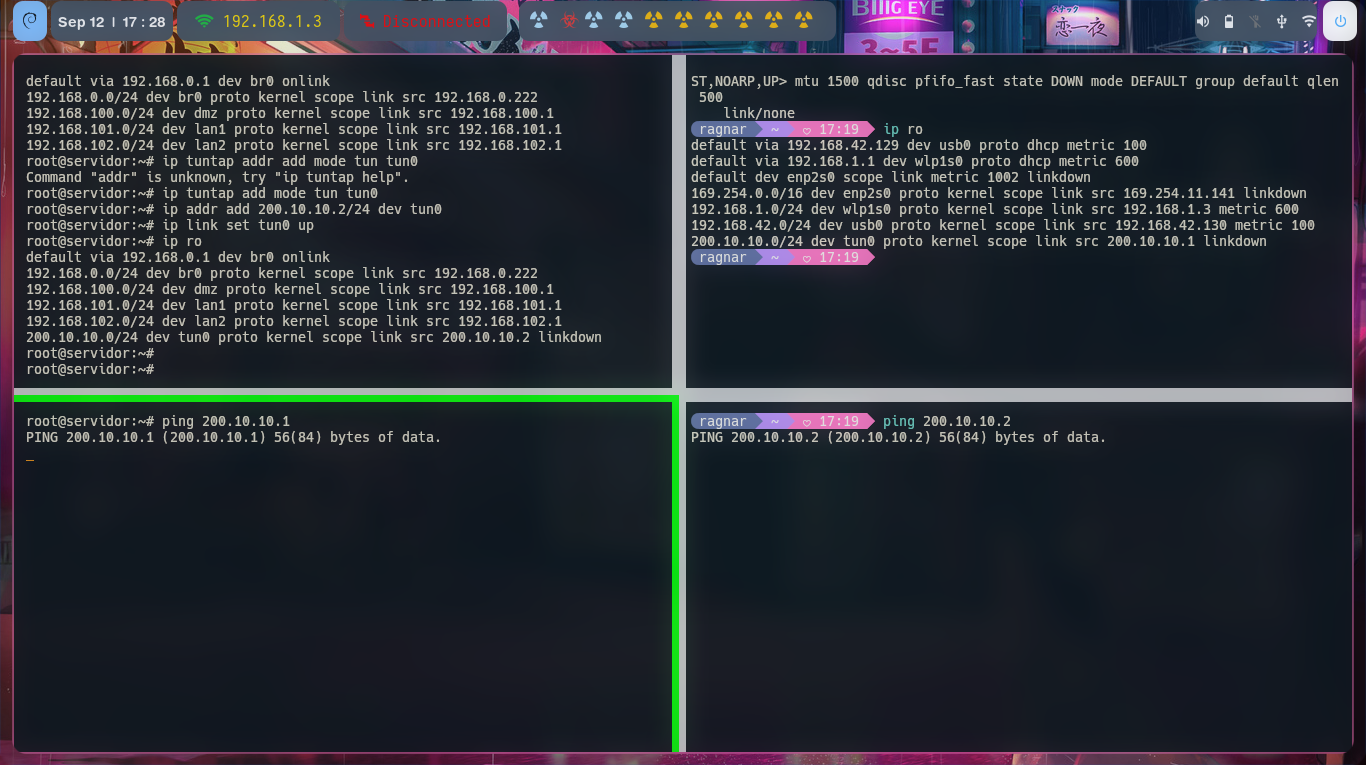 Sep 12 | 17 : 28
192.168.1.3
Disconnected
BIIIG EYE
3~5F
スナック
恋一夜
default via 192.168.0.1 dev br0 onlink
192.168.0.0/24 dev br0 proto kernel scope link src 192.168.0.222
192.168.100.0/24 dev dmz proto kernel scope link src 192.168.100.1
192.168.101.0/24 dev lan1 proto kernel scope link src 192.168.101.1
192.168.102.0/24 dev lan2 proto kernel scope link src 192.168.102.1
root@servidor:~# ip tuntap addr add mode tun tun0
Command "addr" is unknown, try "ip tuntap help".
root@servidor:~# ip tuntap add mode tun tun0
root@servidor:~# ip addr add 200.10.10.2/24 dev tun0
root@servidor:~# ip link set tun0 up
root@servidor:~# ip ro
default via 192.168.0.1 dev br0 onlink
192.168.0.0/24 dev br0 proto kernel scope link src 192.168.0.222
192.168.100.0/24 dev dmz proto kernel scope link src 192.168.100.1
192.168.101.0/24 dev lan1 proto kernel scope link src 192.168.101.1
192.168.102.0/24 dev lan2 proto kernel scope link src 192.168.102.1
200.10.10.0/24 dev tun0 proto kernel scope link src 200.10.10.2 linkdown
root@servidor:~#
root@servidor:~#
ST,NOARP,UP> mtu 1500 qdisc pfifo_fast state DOWN mode DEFAULT group default qlen
500
link/none
ragnar ~ ♡ 17:19 ip ro
default via 192.168.42.129 dev usb0 proto dhcp metric 100
default via 192.168.1.1 dev wlp1s0 proto dhcp metric 600
default dev enp2s0 scope link metric 1002 linkdown
169.254.0.0/16 dev enp2s0 proto kernel scope link src 169.254.11.141 linkdown
192.168.1.0/24 dev wlp1s0 proto kernel scope link src 192.168.1.3 metric 600
192.168.42.0/24 dev usb0 proto kernel scope link src 192.168.42.130 metric 100
200.10.10.0/24 dev tun0 proto kernel scope link src 200.10.10.1 linkdown
ragnar ~ ♡ 17:19
root@servidor:~# ping 200.10.10.1
PING 200.10.10.1 (200.10.10.1) 56(84) bytes of data.
ragnar ~ ♡ 17:19 ping 200.10.10.2
PING 200.10.10.2 (200.10.10.2) 56(84) bytes of data.